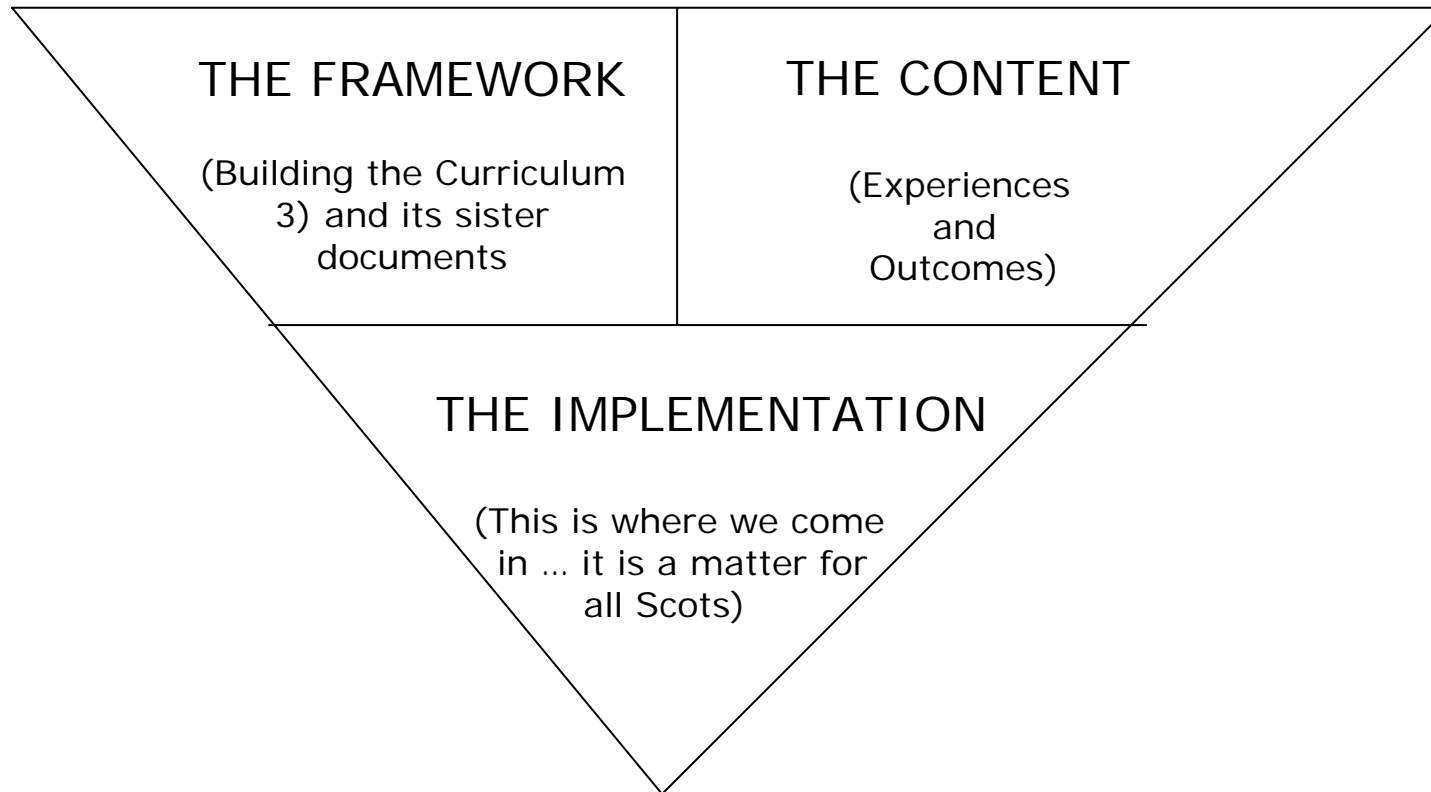 THE FRAMEWORK
(Building the Curriculum
3) and its sister
documents
THE CONTENT
(Experiences
and
Outcomes)
THE IMPLEMENTATION
(This is where we come
in ... it is a matter for
all Scots)